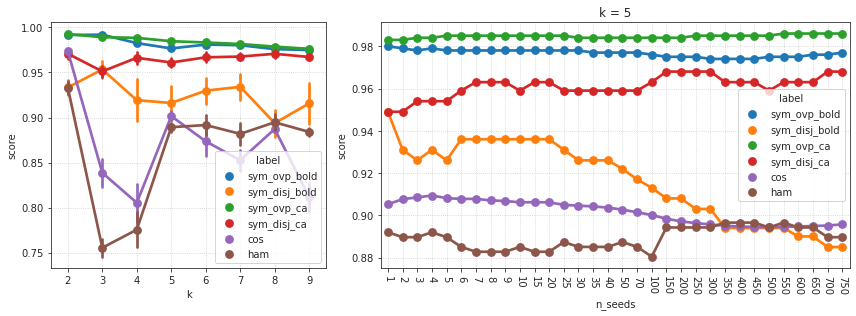 1.00
0.95
0.90
0.85
0.80
0.75
score
2 3 4 5 6 7 8 9
k
label
sym_ovp_bold
sym_disj_bold
sym_ovp_ca
sym_disj_ca
cos
ham
k = 5
0.98
0.96
0.94
0.92
0.90
0.88
score
1 2 3 4 5 6 7 8 9 10 15 20 25 30 35 40 45 50 60 70 100 150 200 250 300 350 400 450 500 550 600 650 700 750
n_seeds
label
sym_ovp_bold
sym_disj_bold
sym_ovp_ca
sym_disj_ca
cos
ham